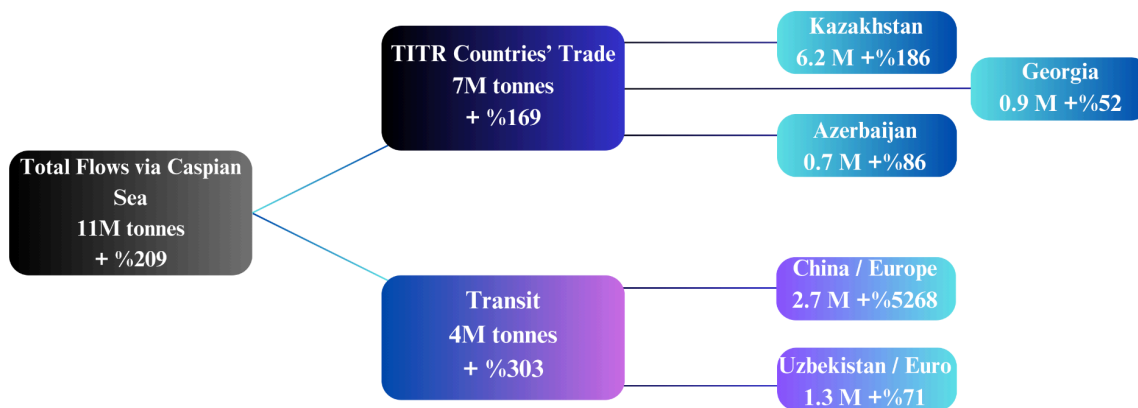 Total Flows via Caspian
Sea
11M tonnes
+ %209
TITR Countries’ Trade
7M tonnes
+ %169
Kazakhstan
6.2 M +%186
Georgia
0.9 M +%52
Azerbaijan
0.7 M +%86
Transit
4M tonnes
+ %303
China / Europe
2.7 M +%5268
Uzbekistan / Euro
1.3 M +%71